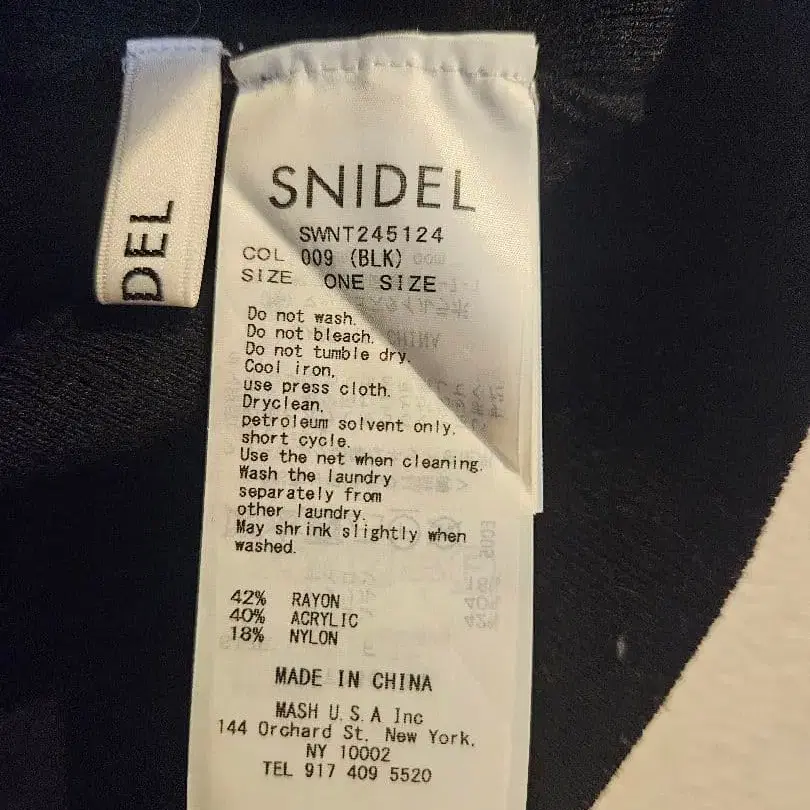 DEL
SNIDEL
SWNT245124
COL 009 (BLK)
SIZE ONE SIZE
Do not wash.
Do not bleach.
Do not tumble dry.
Cool iron,
use press cloth.
Dryclean,
petroleum solvent only.
short cycle.
Use the net when cleaning.
Wash the laundry
separately from
other laundry.
May shrink slightly when
washed.
42% RAYON
40% ACRYLIC
18% NYLON
MADE IN CHINA
MASH U.S.A Inc
144 Orchard St. New York,
NY 10002
TEL 917 409 5520